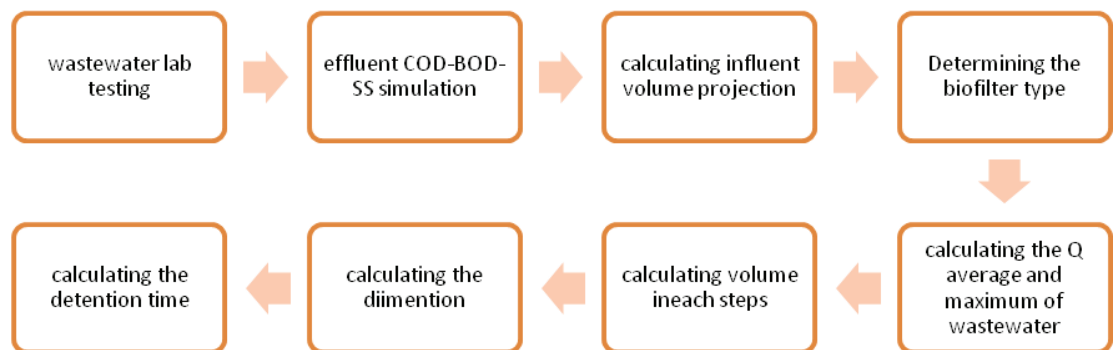 wastewater lab
testing
effluent COD-BOD-
SS simulation
calculating influent
volume projection
Determining the
biofilter type
calculating the Q
average and
maximum of
wastewater
calculating volume
ineach steps
calculating the
diimention
calculating the
detention time